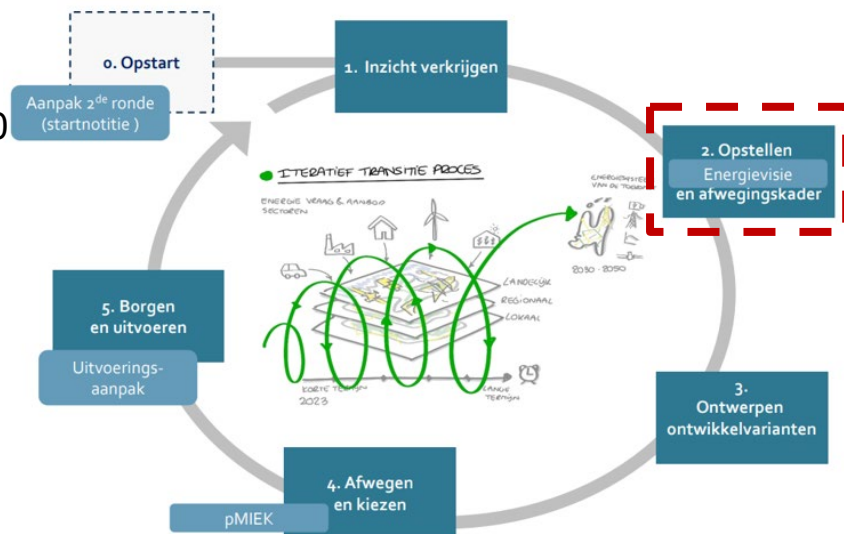 0. Opstart
Aanpak 2de ronde
(startnotitie )
1. Inzicht verkrijgen
2. Opstellen
Energievisie
en afwegingskader
3.
Ontwerpen
ontwikkelvarianten
4. Afwegen
en kiezen
pMIEK
5. Borgen
en uitvoeren
Uitvoerings-
aanpak
ITERATIEF TRANSITIE PROCES
ENERGIE VRAAG & AANBOD
SECTOREN
VAN DE
2030-2050
LANDELIJK
REGIONAAL
LOKAAL
KORTE TERMIJN
2023
LANGE
TERMIJN